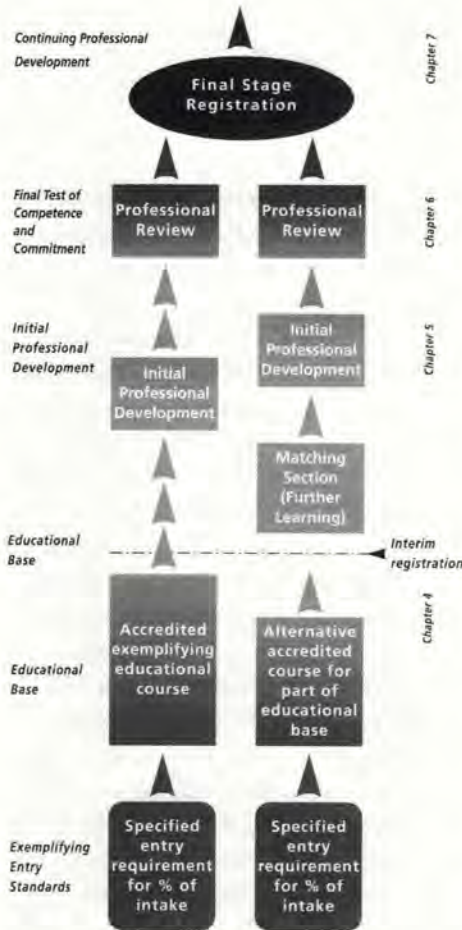 Continuing Professional
Development
Chapter 7
Final Stage
Registration
Final Test of
Competence
and
Commitment
Professional
Review
Professional
Review
Chapter 6
Initial
Professional
Development
Initial
Professional
Development
Initial
Professional
Development
Chapter 5
Matching
Section
(Further
Learning)
Educational
Base
Interim
registration
Educational
Base
Accredited
exemplifying
educational
course
Alternative
accredited
course for
part of
educational
base
Chapter 4
Exemplifying
Entry
Standards
Specified
entry
requirement
for % of
intake
Specified
entry
requirement
for % of
intake